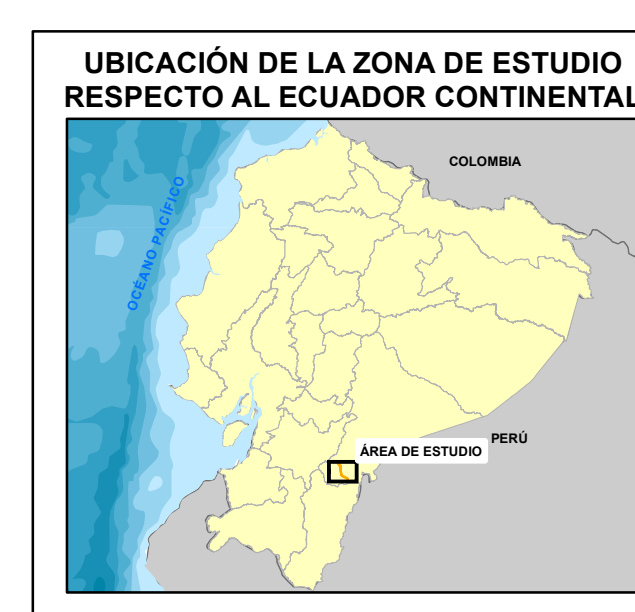 UBICACIÓN DE LA ZONA DE ESTUDIO
RESPECTO AL ECUADOR CONTINENTAL
COLOMBIA
OCÉANO PACÍFICO
PERÚ
ÁREA DE ESTUDIO